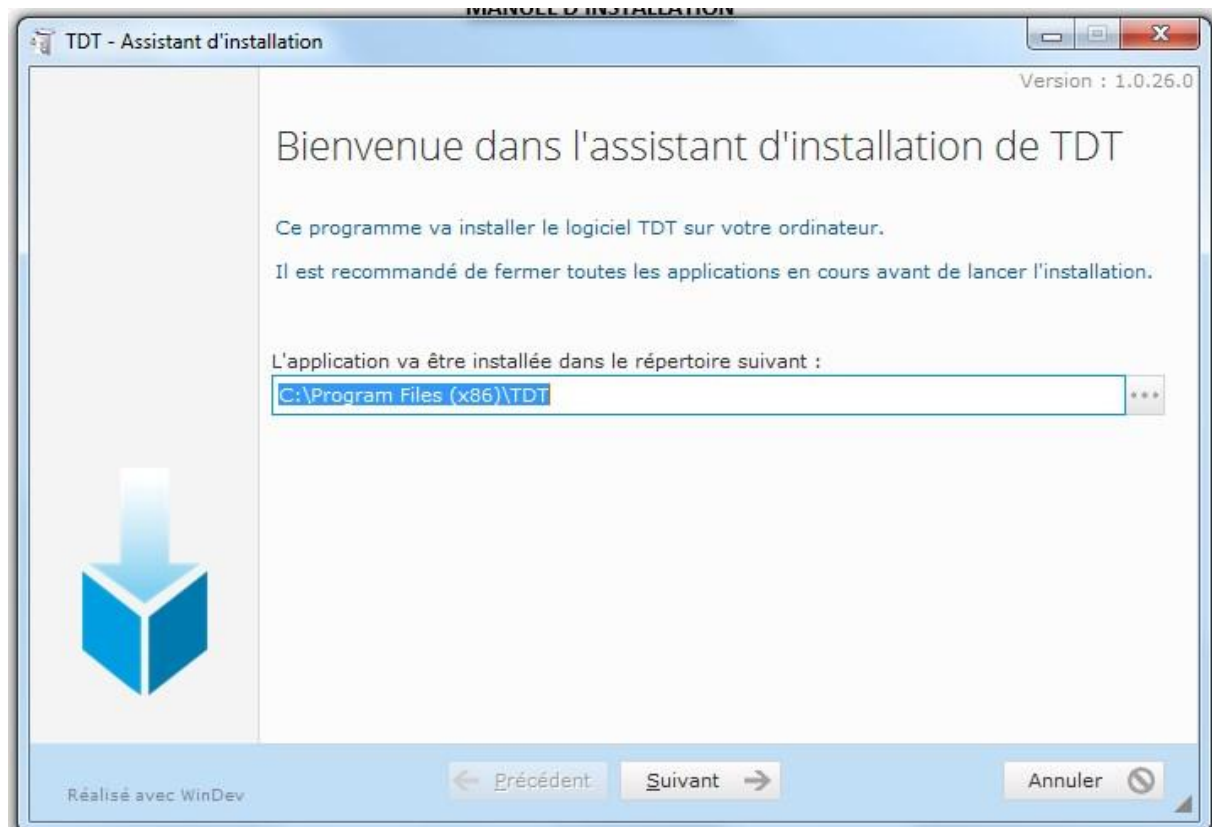 MANUEL D'INSTALLATION
TDT - Assistant d'installation
Version : 1.0.26.0
Bienvenue dans l'assistant d'installation de TDT
Ce programme va installer le logiciel TDT sur votre ordinateur.
Il est recommandé de fermer toutes les applications en cours avant de lancer l'installation.
L'application va être installée dans le répertoire suivant :
C:\Program Files (x86)\TDT
Réalisé avec WinDev
Précédent
Suivant
Annuler